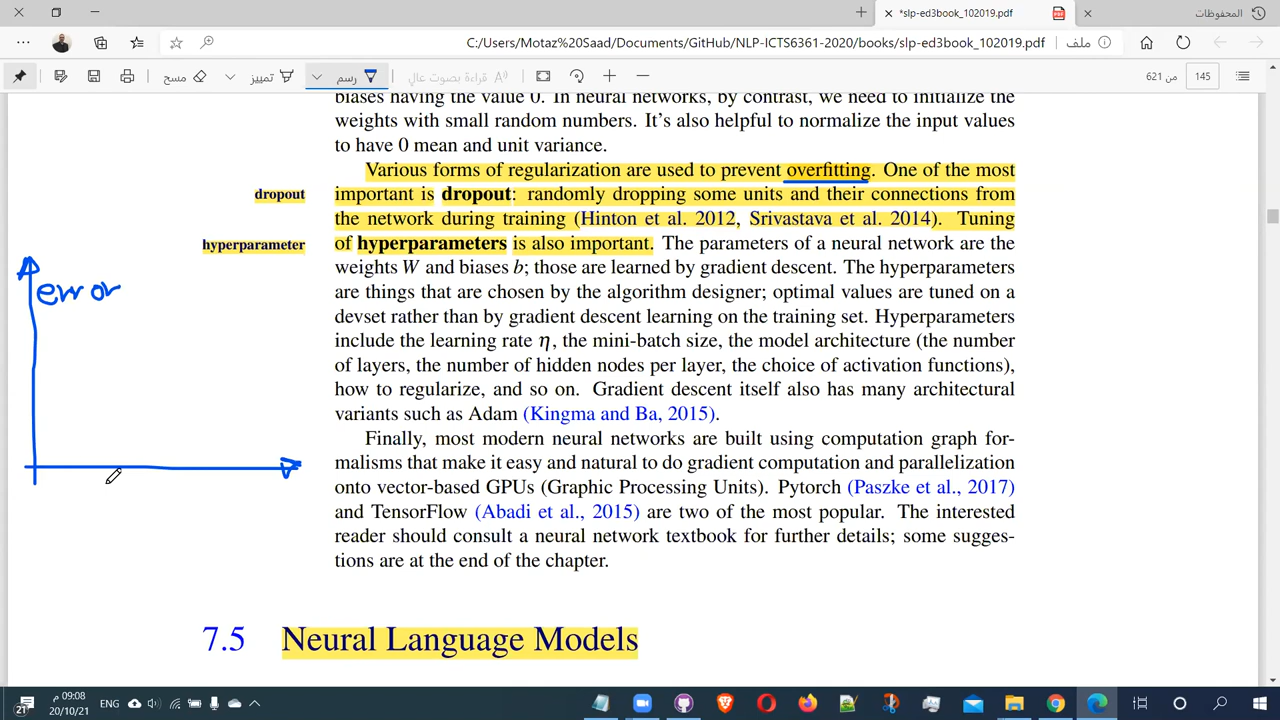 *slp-ed3book_102019.pdf
المحفوظات
C:/Users/Motaz%20Saad/Documents/GitHub/NLP-ICTS6361-2020/books/slp-ed3book_102019.pdf
ملف
مسح
تمييز
رسم
قراءة بصوت عالٍ
من 621
145
biases having the value 0. In neural networks, by contrast, we need to initialize the
weights with small random numbers. It's also helpful to normalize the input values
to have 0 mean and unit variance.
Various forms of regularization are used to prevent overfitting. One of the most
dropout
important is dropout: randomly dropping some units and their connections from
the network during training (Hinton et al. 2012, Srivastava et al. 2014). Tuning
hyperparameter
of hyperparameters is also important. The parameters of a neural network are the
weights W and biases b; those are learned by gradient descent. The hyperparameters
are things that are chosen by the algorithm designer; optimal values are tuned on a
devset rather than by gradient descent learning on the training set. Hyperparameters
include the learning rate η, the mini-batch size, the model architecture (the number
of layers, the number of hidden nodes per layer, the choice of activation functions),
how to regularize, and so on. Gradient descent itself also has many architectural
variants such as Adam (Kingma and Ba, 2015).
error
Finally, most modern neural networks are built using computation graph for-
malisms that make it easy and natural to do gradient computation and parallelization
onto vector-based GPUs (Graphic Processing Units). Pytorch (Paszke et al., 2017)
and TensorFlow (Abadi et al., 2015) are two of the most popular. The interested
reader should consult a neural network textbook for further details; some sugges-
tions are at the end of the chapter.
7.5 Neural Language Models
09:08 م
20/10/21
ENG
21